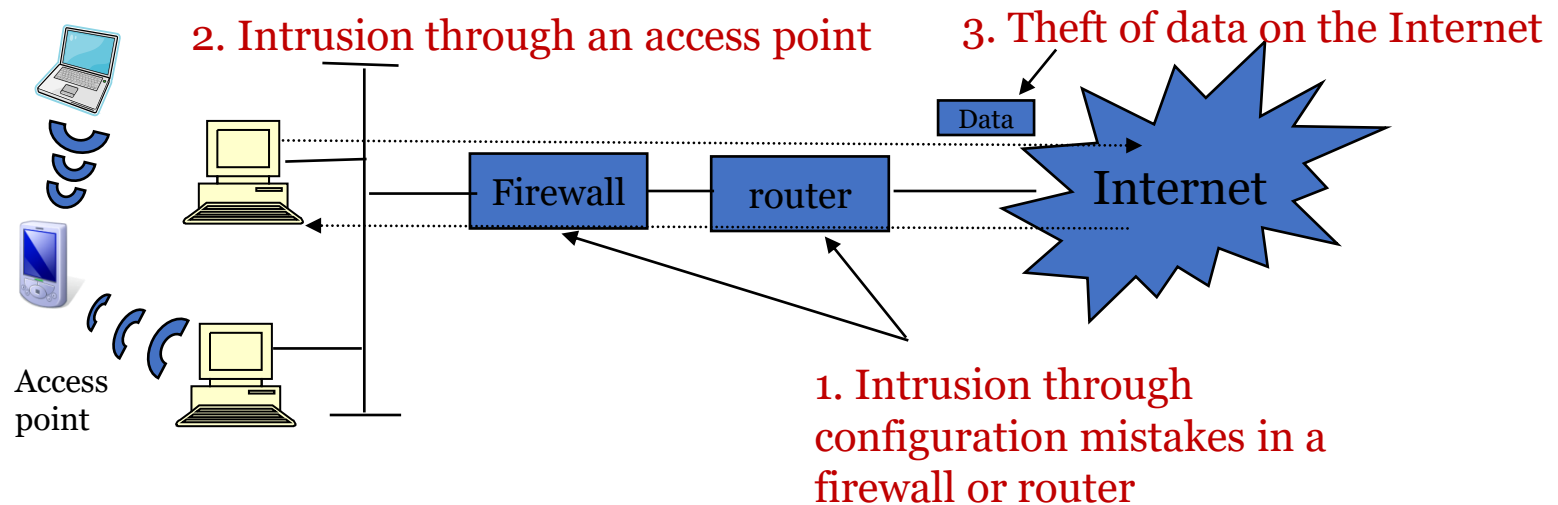 2. Intrusion through an access point
3. Theft of data on the Internet
Data
Firewall
router
Internet
Access
point
1. Intrusion through
configuration mistakes in a
firewall or router